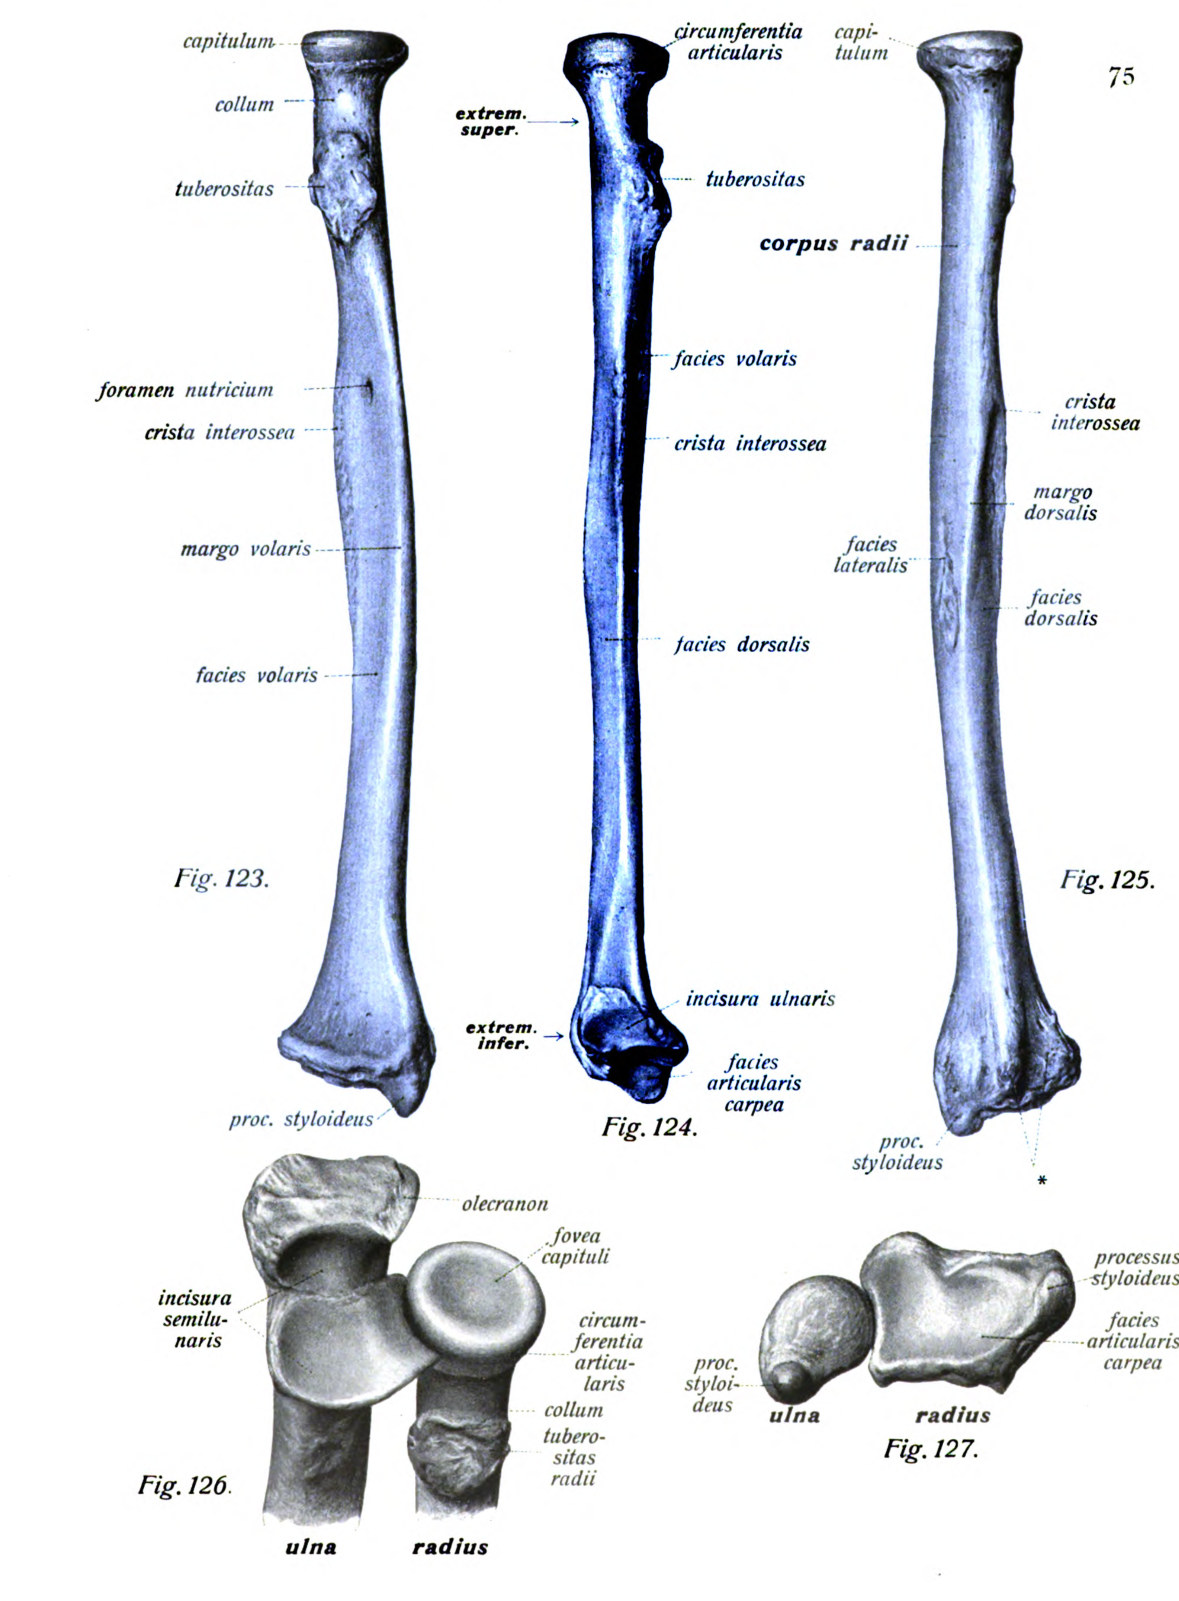 75
capitulum
collum
tuberositas
foramen nutricium
crista interossea
margo volaris
facies volaris
Fig. 123.
proc. styloideus
circumferentia
articularis
extrem.
super.
tuberositas
facies volaris
crista interossea
facies dorsalis
incisura ulnaris
extrem.
infer.
facies
articularis
carpea
Fig. 124.
capi-
tulum
corpus radii
crista
interossea
margo
dorsalis
facies
lateralis
facies
dorsalis
Fig. 125.
proc.
styloideus
*
olecranon
fovea
capituli
incisura
semilu-
naris
circum-
ferentia
articu-
laris
collum
tubero-
sitas
radii
Fig. 126.
ulna
radius
processus
styloideus
facies
articularis
carpea
proc.
styloi-
deus
ulna
radius
Fig. 127.